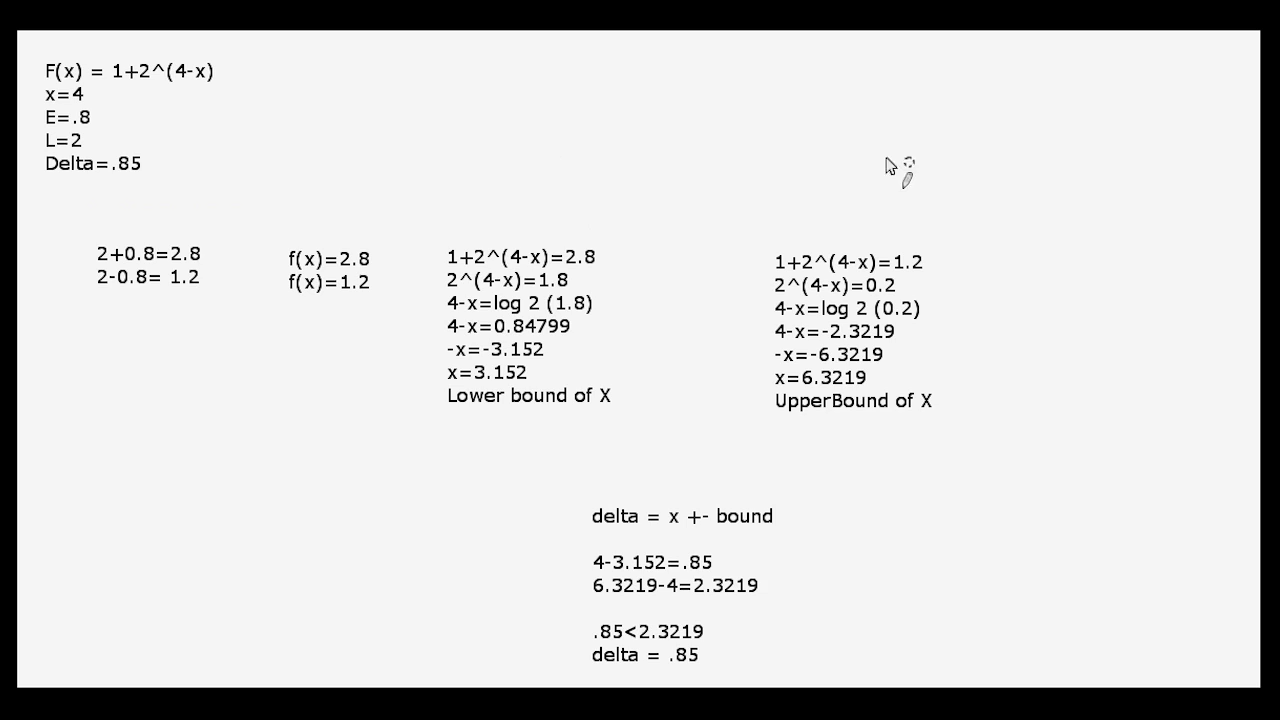 F(x) = 1+2^(4-x)
x=4
E=.8
L=2
Delta=.85
2+0.8=2.8
2-0.8= 1.2
f(x)=2.8
f(x)=1.2
1+2^(4-x)=2.8
2^(4-x)=1.8
4-x=log 2 (1.8)
4-x=0.84799
-x=-3.152
x=3.152
Lower bound of X
1+2^(4-x)=1.2
2^(4-x)=0.2
4-x=log 2 (0.2)
4-x=-2.3219
-x=-6.3219
x=6.3219
UpperBound of X
delta = x +- bound
4-3.152=.85
6.3219-4=2.3219
.85<2.3219
delta = .85